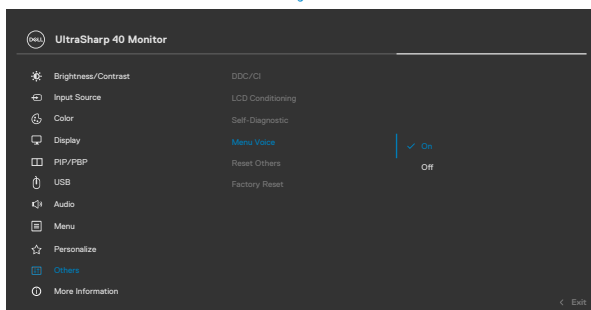 DELL UltraSharp 40 Monitor
Brightness/Contrast DDC/CI
Input Source LCD Conditioning
Color Self-Diagnostic
Display Menu Voice On
PIP/PBP Reset Others Off
USB Factory Reset
Audio
Menu
Personalize
Others
More Information
Exit